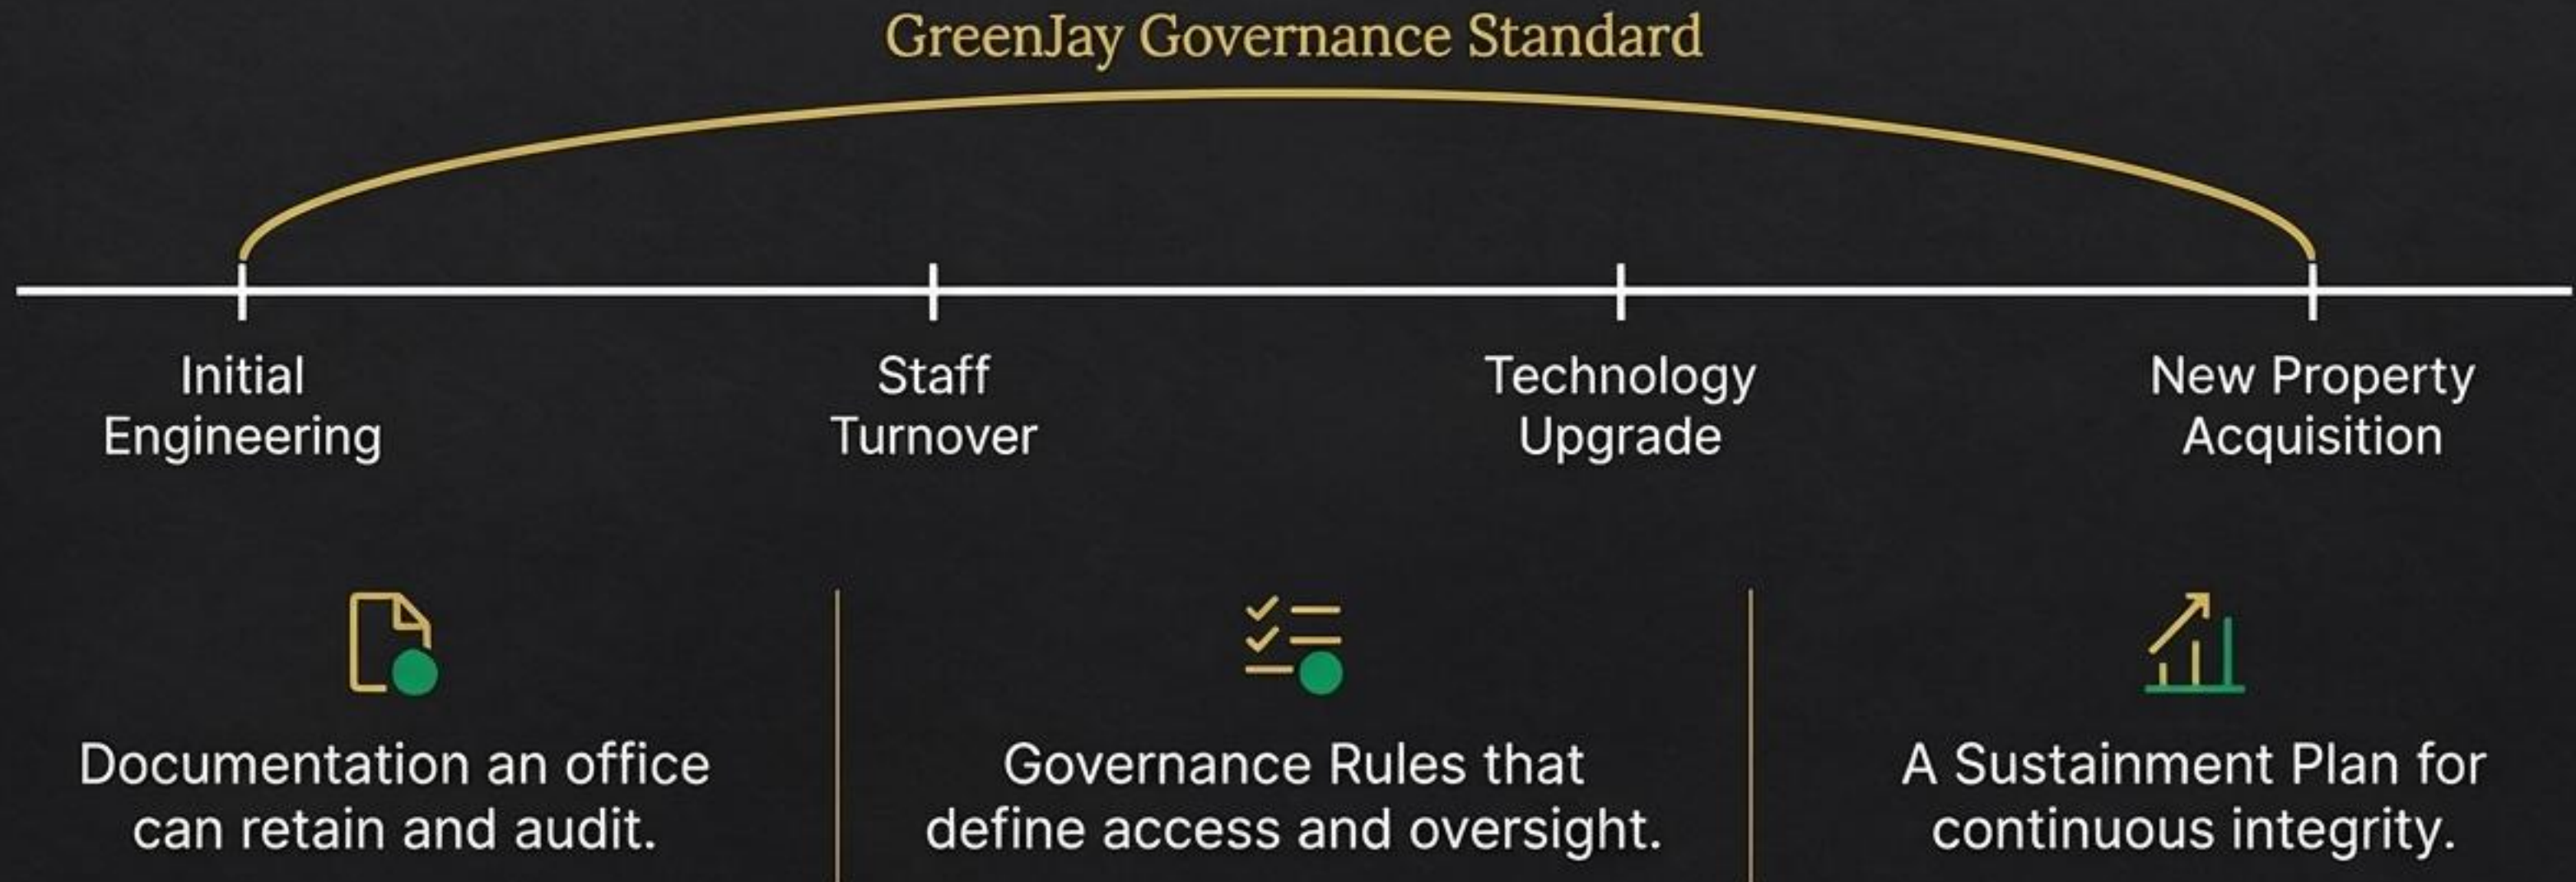 GreenJay Governance Standard
Initial
Engineering
Staff
Turnover
Technology
Upgrade
New Property
Acquisition
Documentation an office
can retain and audit.
Governance Rules that
define access and oversight.
A Sustainment Plan for
continuous integrity.